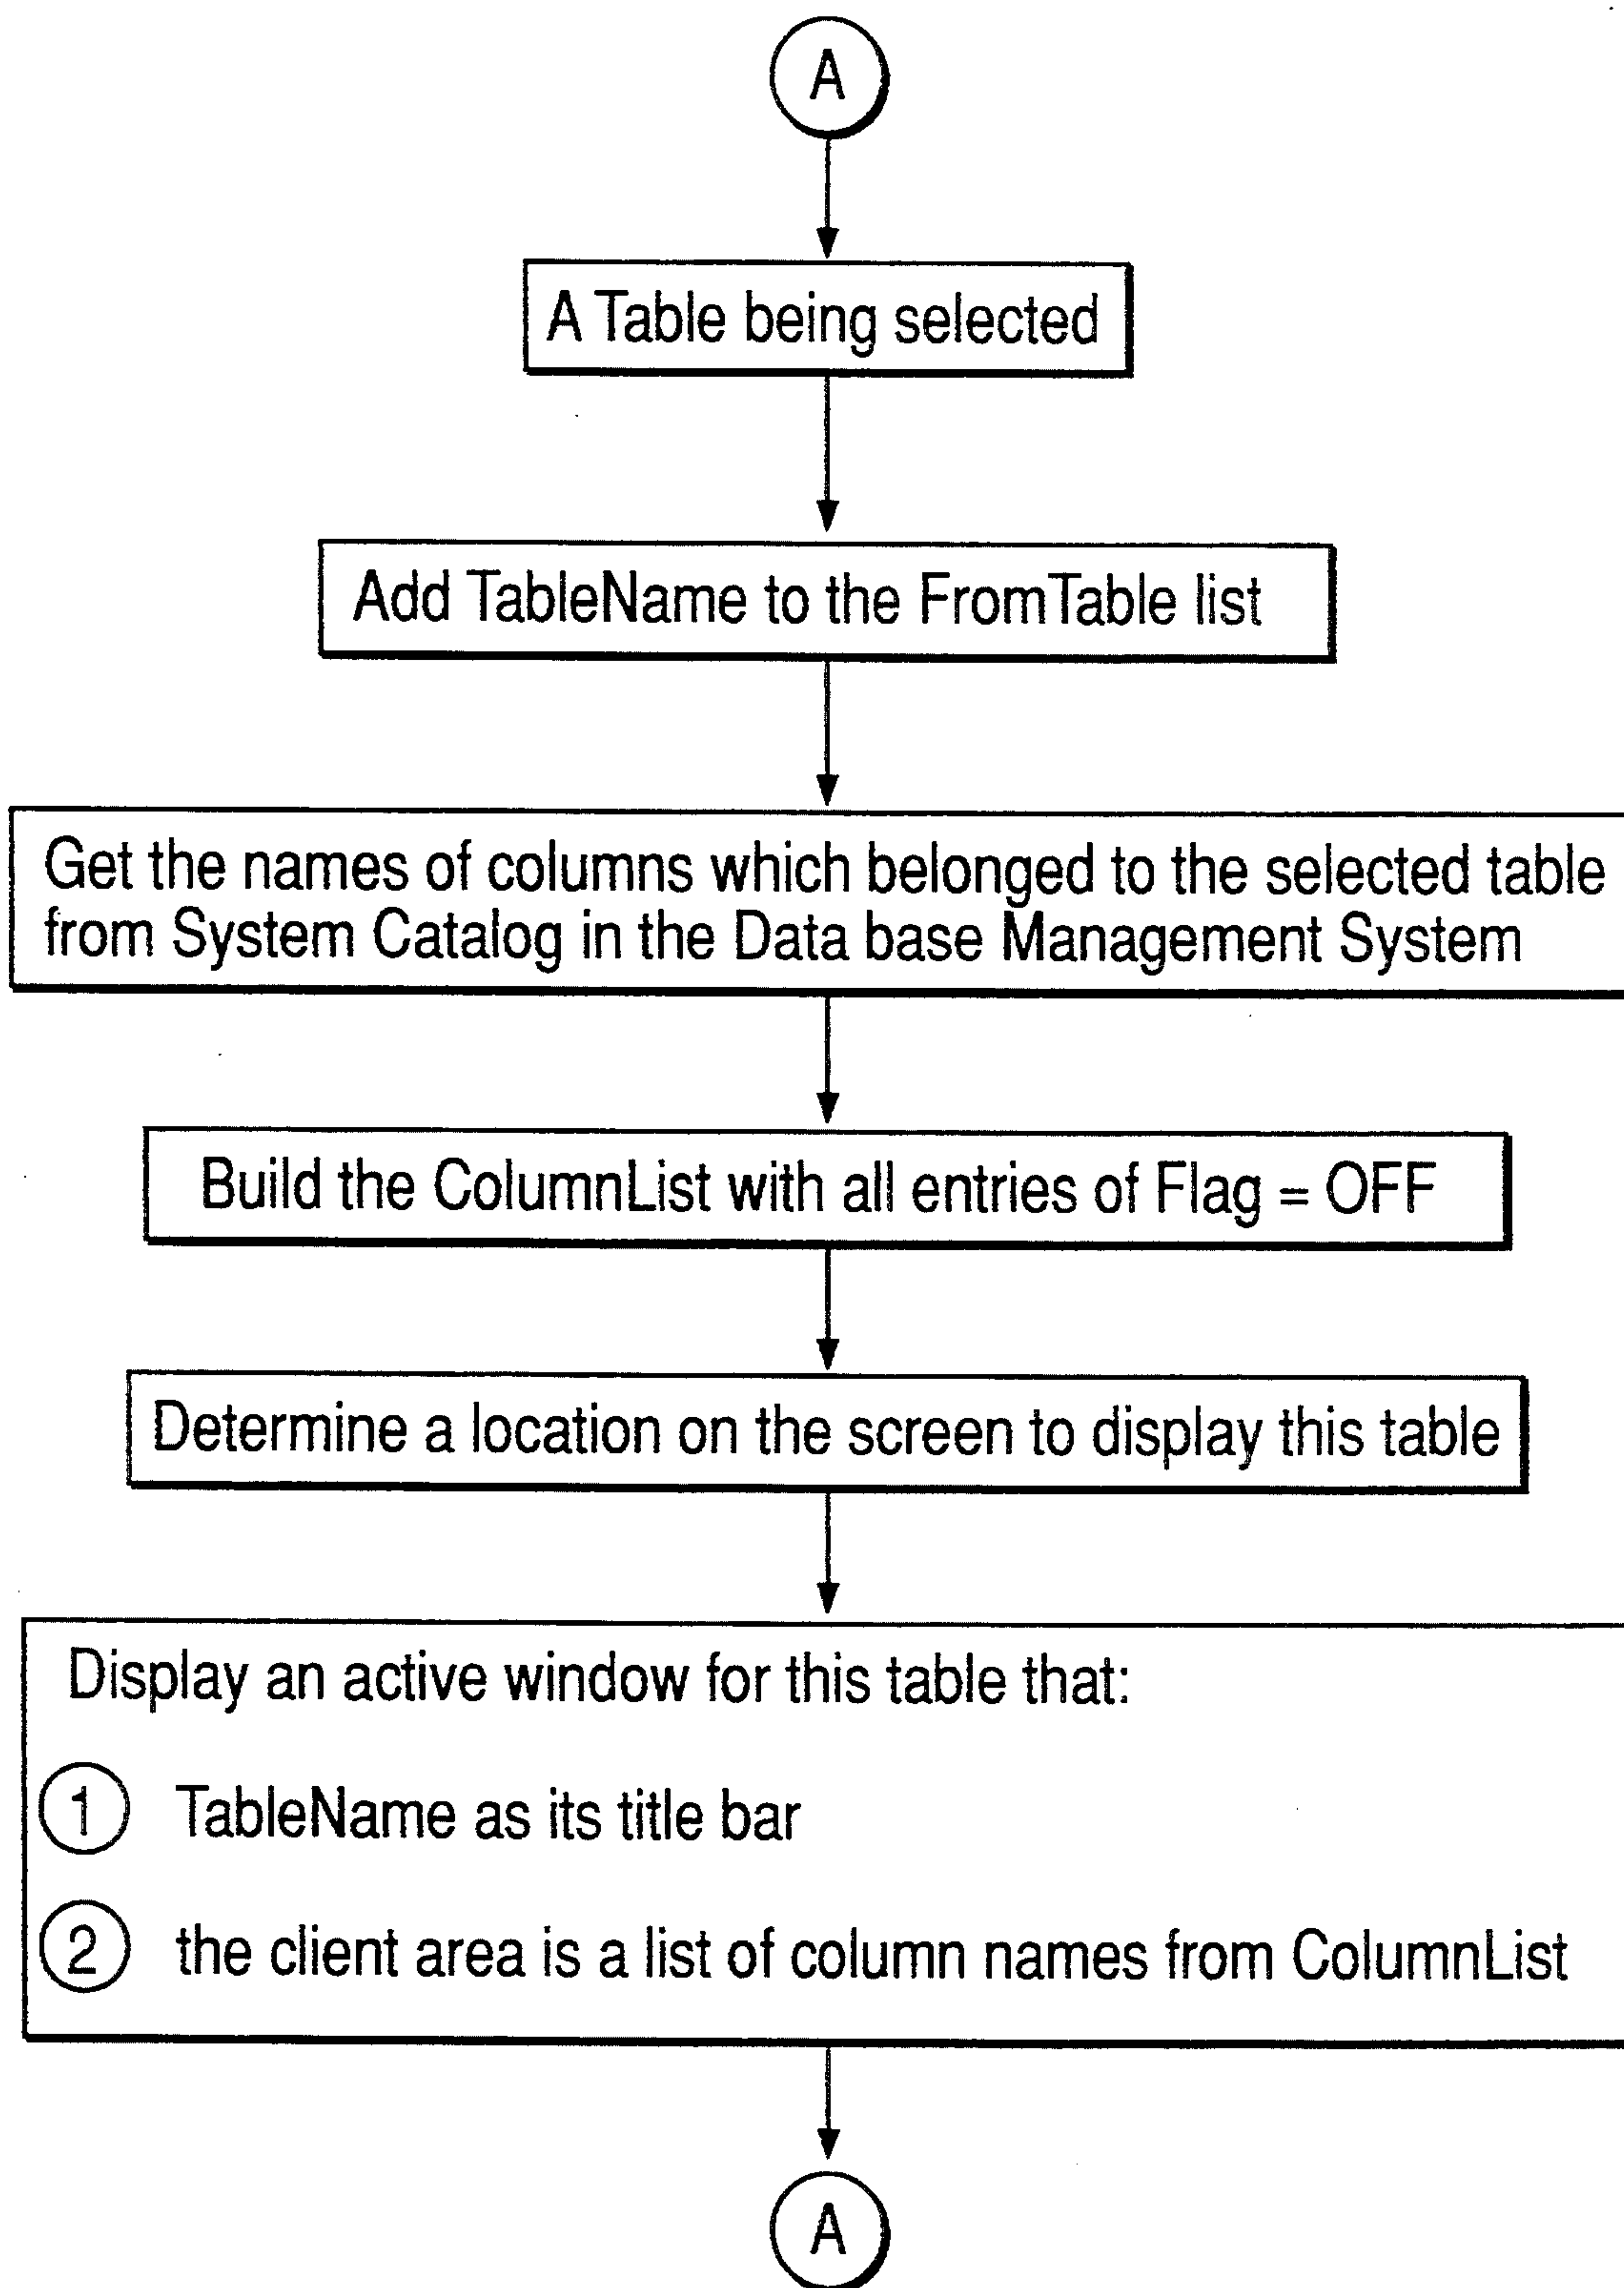 A
A Table being selected
Add TableName to the FromTable list
Get the names of columns which belonged to the selected table
from System Catalog in the Data base Management System
Build the ColumnList with all entries of Flag = OFF
Determine a location on the screen to display this table
Display an active window for this table that:
1 TableName as its title bar
2 the client area is a list of column names from ColumnList
A